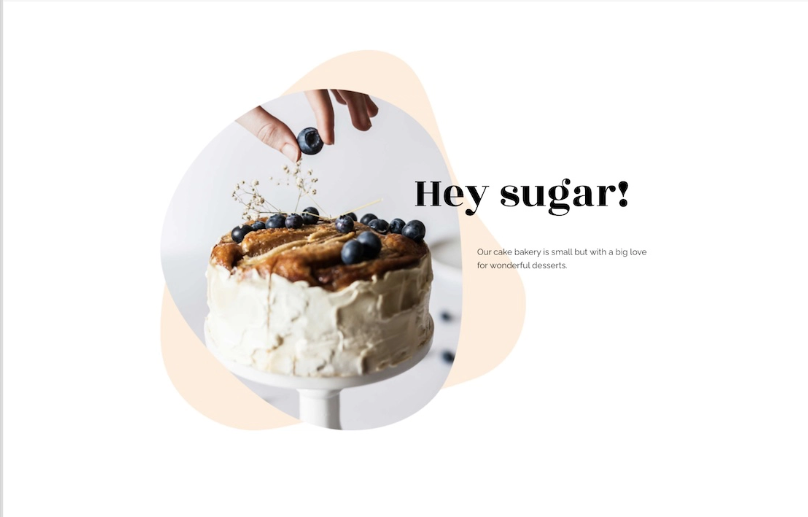 Hey sugar!
Our cake bakery is small but with a big love
for wonderful desserts.